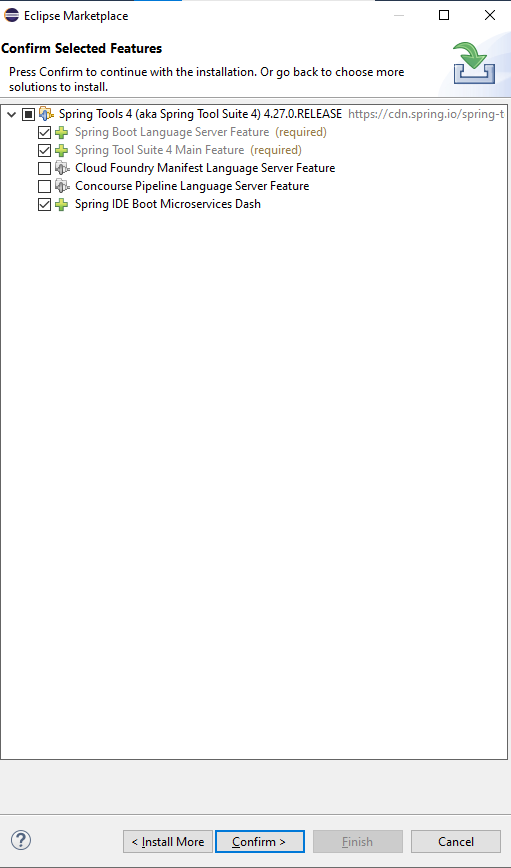 Eclipse Marketplace
Confirm Selected Features
Press Confirm to continue with the installation. Or go back to choose more
solutions to install.
Spring Tools 4 (aka Spring Tool Suite 4) 4.27.0.RELEASE https://cdn.spring.io/spring-t
Spring Boot Language Server Feature (required)
Spring Tool Suite 4 Main Feature (required)
Cloud Foundry Manifest Language Server Feature
Concourse Pipeline Language Server Feature
Spring IDE Boot Microservices Dash
? < Install More Confirm > Finish Cancel